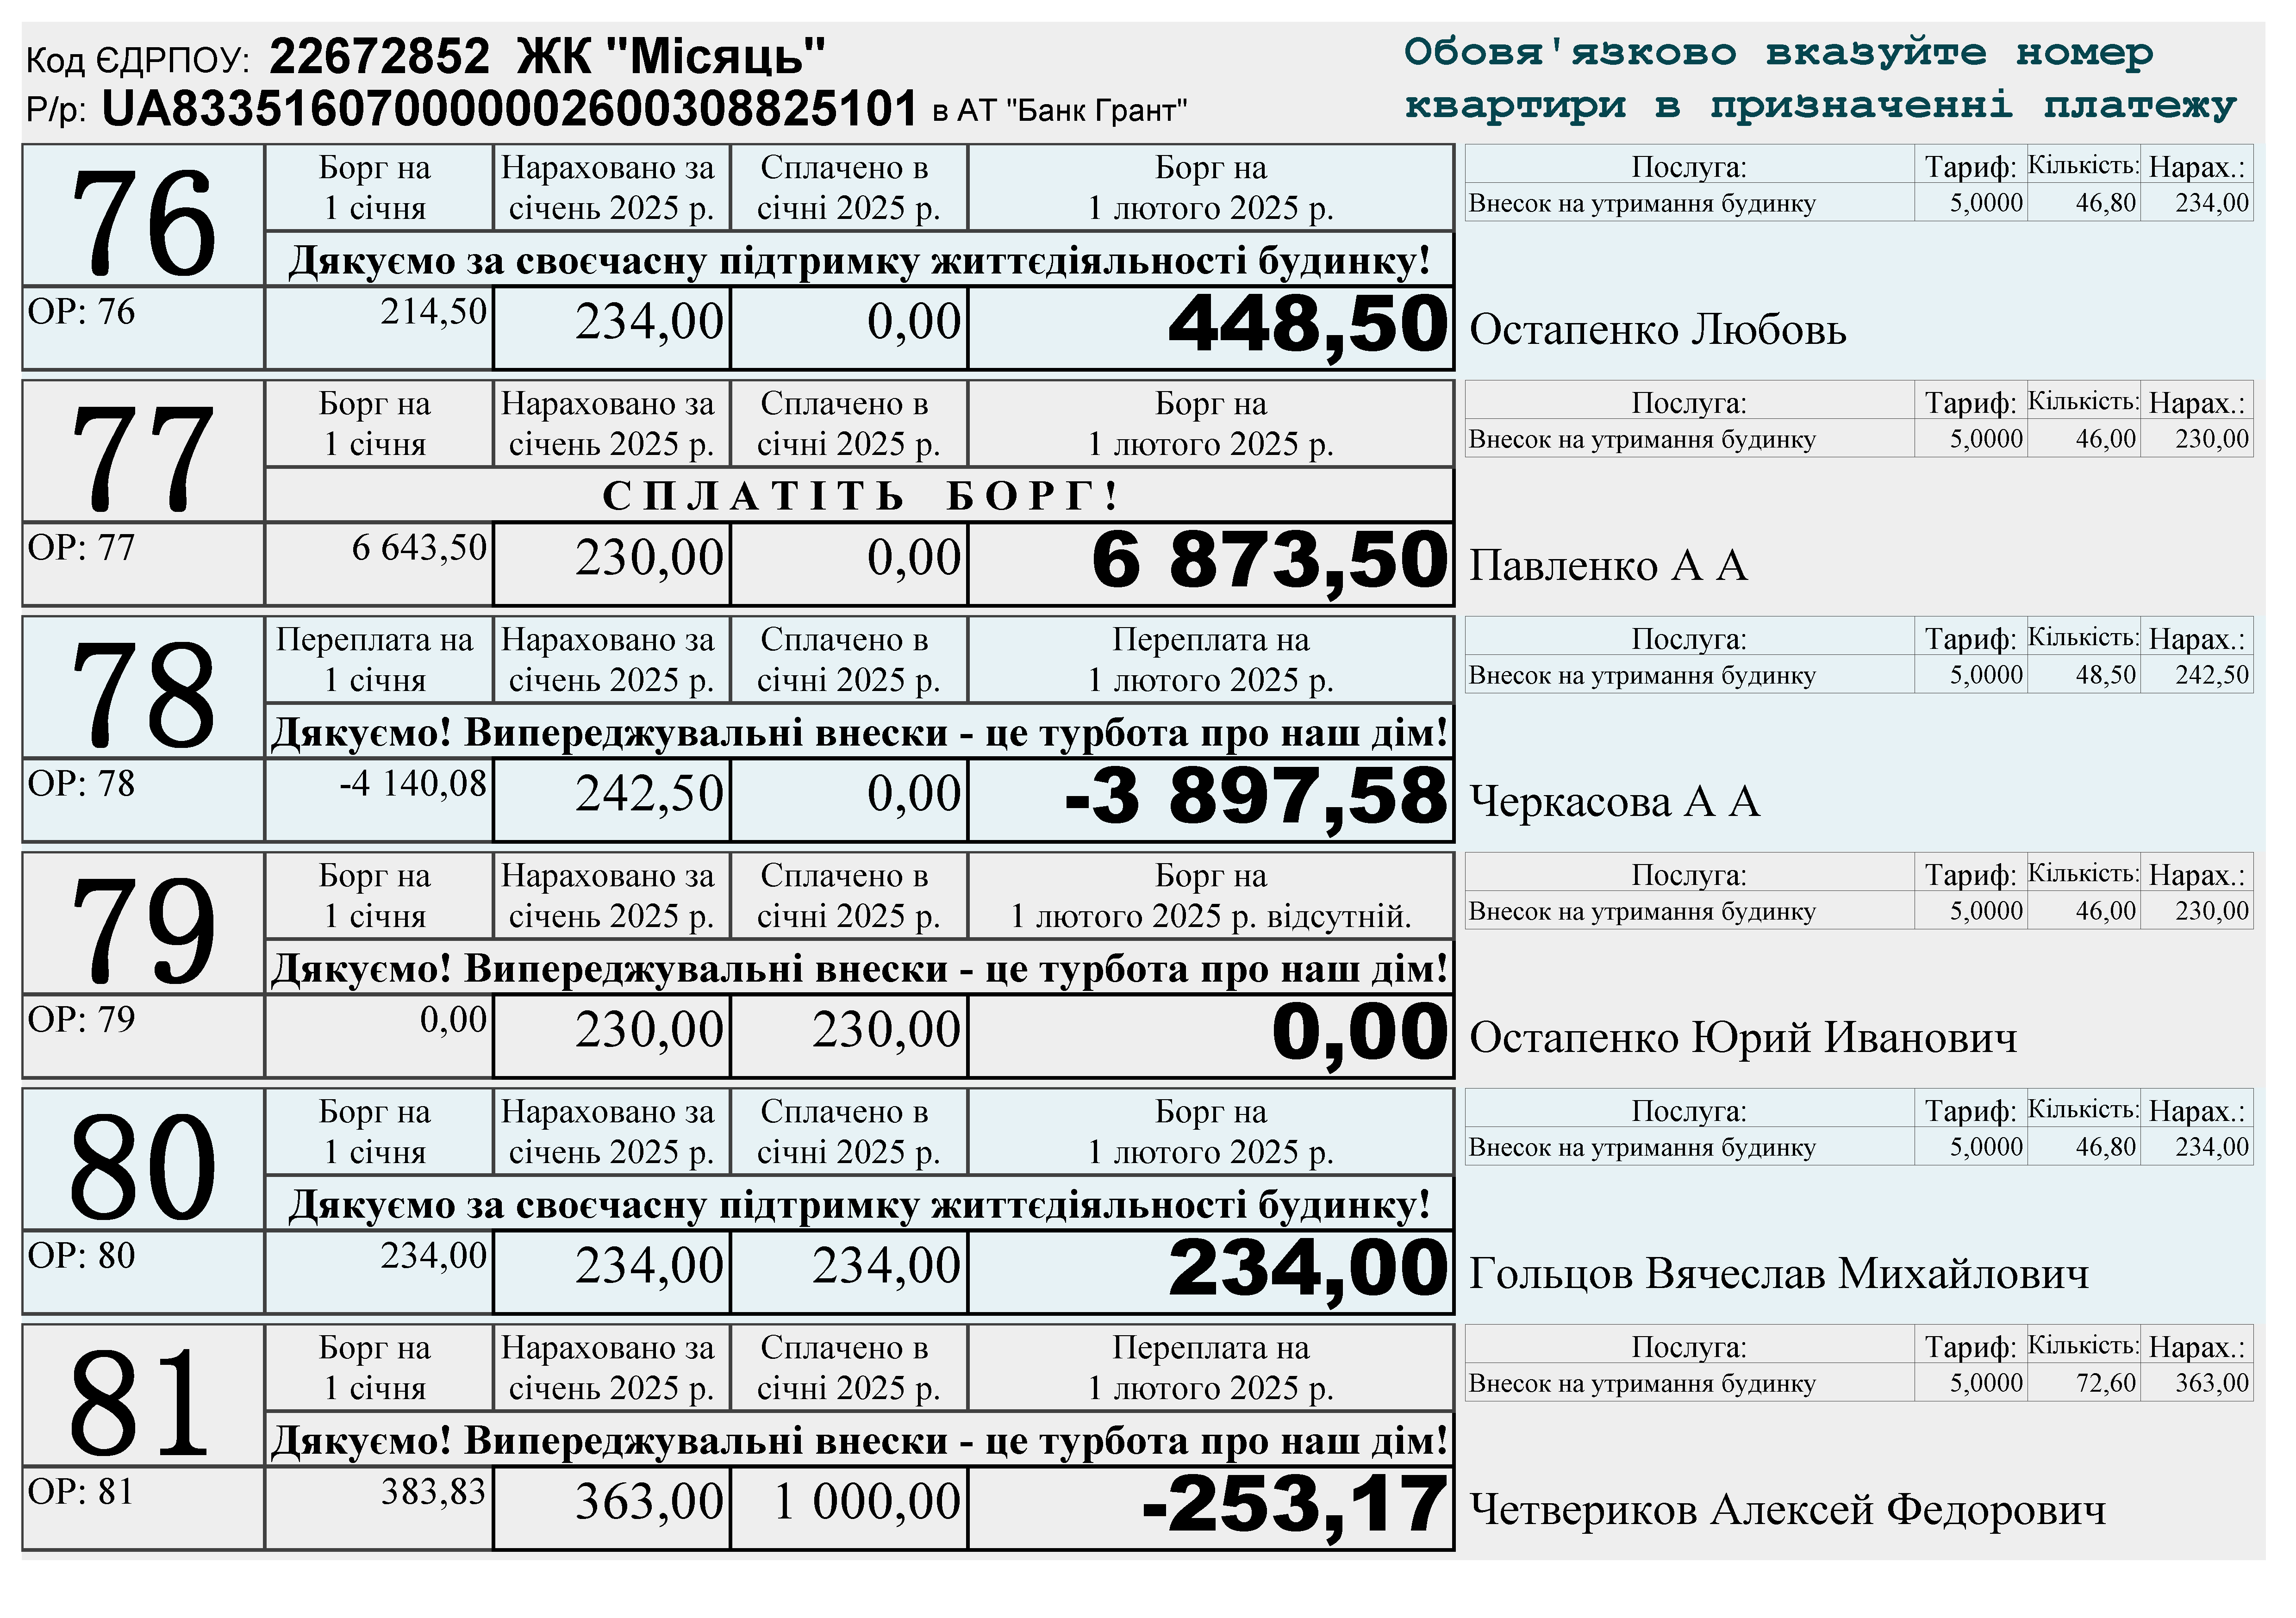 Код ЄДРПОУ: 22672852 ЖК "Місяць"
Р/р: UA833516070000002600308825101 в АТ "Банк Грант"
Обовя'язково вказуйте номер
квартири в призначенні платежу
76
Борг на 1 січня
Нараховано за січень 2025 р.
Сплачено в січні 2025 р.
Борг на 1 лютого 2025 р.
Дякуємо за своєчасну підтримку життєдіяльності будинку!
ОР: 76 214,50 234,00 0,00 448,50
Послуга: Тариф: Кількість: Нарах.:
Внесок на утримання будинку 5,0000 46,80 234,00
Остапенко Любовь
77
Борг на 1 січня
Нараховано за січень 2025 р.
Сплачено в січні 2025 р.
Борг на 1 лютого 2025 р.
СПЛАТІТЬ БОРГ!
ОР: 77 6 643,50 230,00 0,00 6 873,50
Послуга: Тариф: Кількість: Нарах.:
Внесок на утримання будинку 5,0000 46,00 230,00
Павленко А А
78
Переплата на 1 січня
Нараховано за січень 2025 р.
Сплачено в січні 2025 р.
Переплата на 1 лютого 2025 р.
Дякуємо! Випереджувальні внески - це турбота про наш дім!
ОР: 78 -4 140,08 242,50 0,00 -3 897,58
Послуга: Тариф: Кількість: Нарах.:
Внесок на утримання будинку 5,0000 48,50 242,50
Черкасова А А
79
Борг на 1 січня
Нараховано за січень 2025 р.
Сплачено в січні 2025 р.
Борг на 1 лютого 2025 р. відсутній.
Дякуємо! Випереджувальні внески - це турбота про наш дім!
ОР: 79 0,00 230,00 230,00 0,00
Послуга: Тариф: Кількість: Нарах.:
Внесок на утримання будинку 5,0000 46,00 230,00
Остапенко Юрий Иванович
80
Борг на 1 січня
Нараховано за січень 2025 р.
Сплачено в січні 2025 р.
Борг на 1 лютого 2025 р.
Дякуємо за своєчасну підтримку життєдіяльності будинку!
ОР: 80 234,00 234,00 234,00 234,00
Послуга: Тариф: Кількість: Нарах.:
Внесок на утримання будинку 5,0000 46,80 234,00
Гольцов Вячеслав Михайлович
81
Борг на 1 січня
Нараховано за січень 2025 р.
Сплачено в січні 2025 р.
Переплата на 1 лютого 2025 р.
Дякуємо! Випереджувальні внески - це турбота про наш дім!
ОР: 81 383,83 363,00 1 000,00 -253,17
Послуга: Тариф: Кількість: Нарах.:
Внесок на утримання будинку 5,0000 72,60 363,00
Четвериков Алексей Федорович